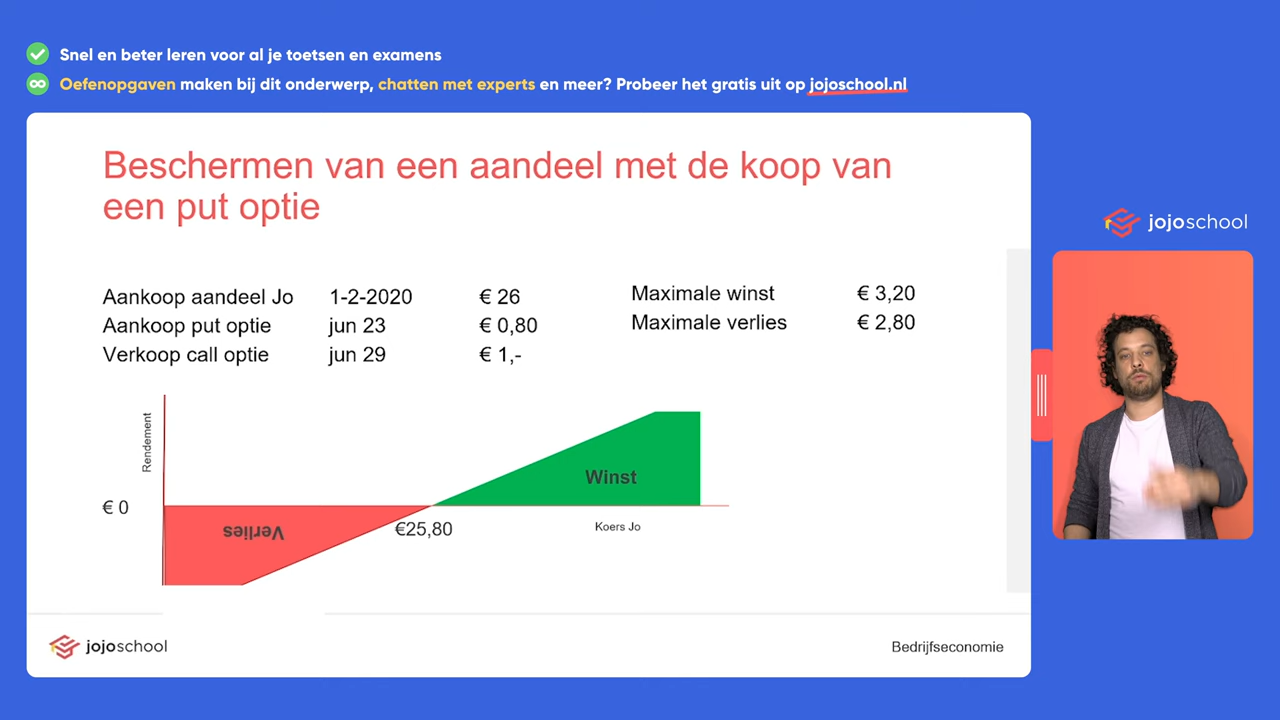 Snel en beter leren voor al je toetsen en examens
Oefenopgaven maken bij dit onderwerp, chatten met experts en meer? Probeer het gratis uit op jojoschool.nl
Beschermen van een aandeel met de koop van
een put optie
jojoschool
Aankoop aandeel Jo 1-2-2020 € 26
Aankoop put optie jun 23 € 0,80
Verkoop call optie jun 29 € 1,-
Maximale winst € 3,20
Maximale verlies € 2,80
Rendement
€ 0
Verlies
€25,80
Winst
Koers Jo
jojoschool
Bedrijfseconomie